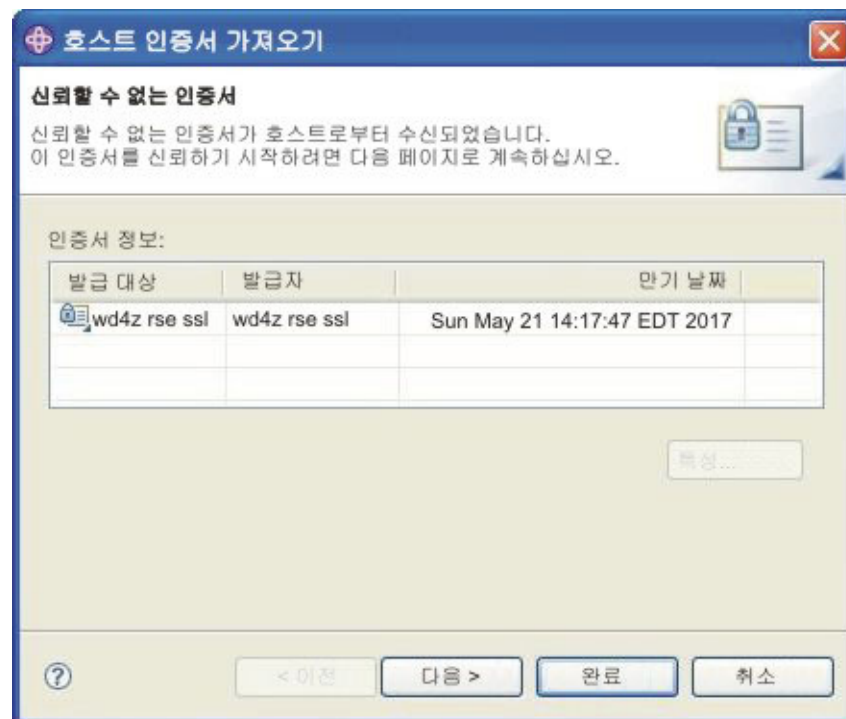 호스트 인증서 가져오기
신뢰할 수 없는 인증서
신뢰할 수 없는 인증서가 호스트로부터 수신되었습니다.
이 인증서를 신뢰하기 시작하려면 다음 페이지로 계속하십시오.
인증서 정보:
발급 대상 발급자 만기 날짜
wd4z rse ssl wd4z rse ssl Sun May 21 14:17:47 EDT 2017
특성...
? < 이전 다음 > 완료 취소